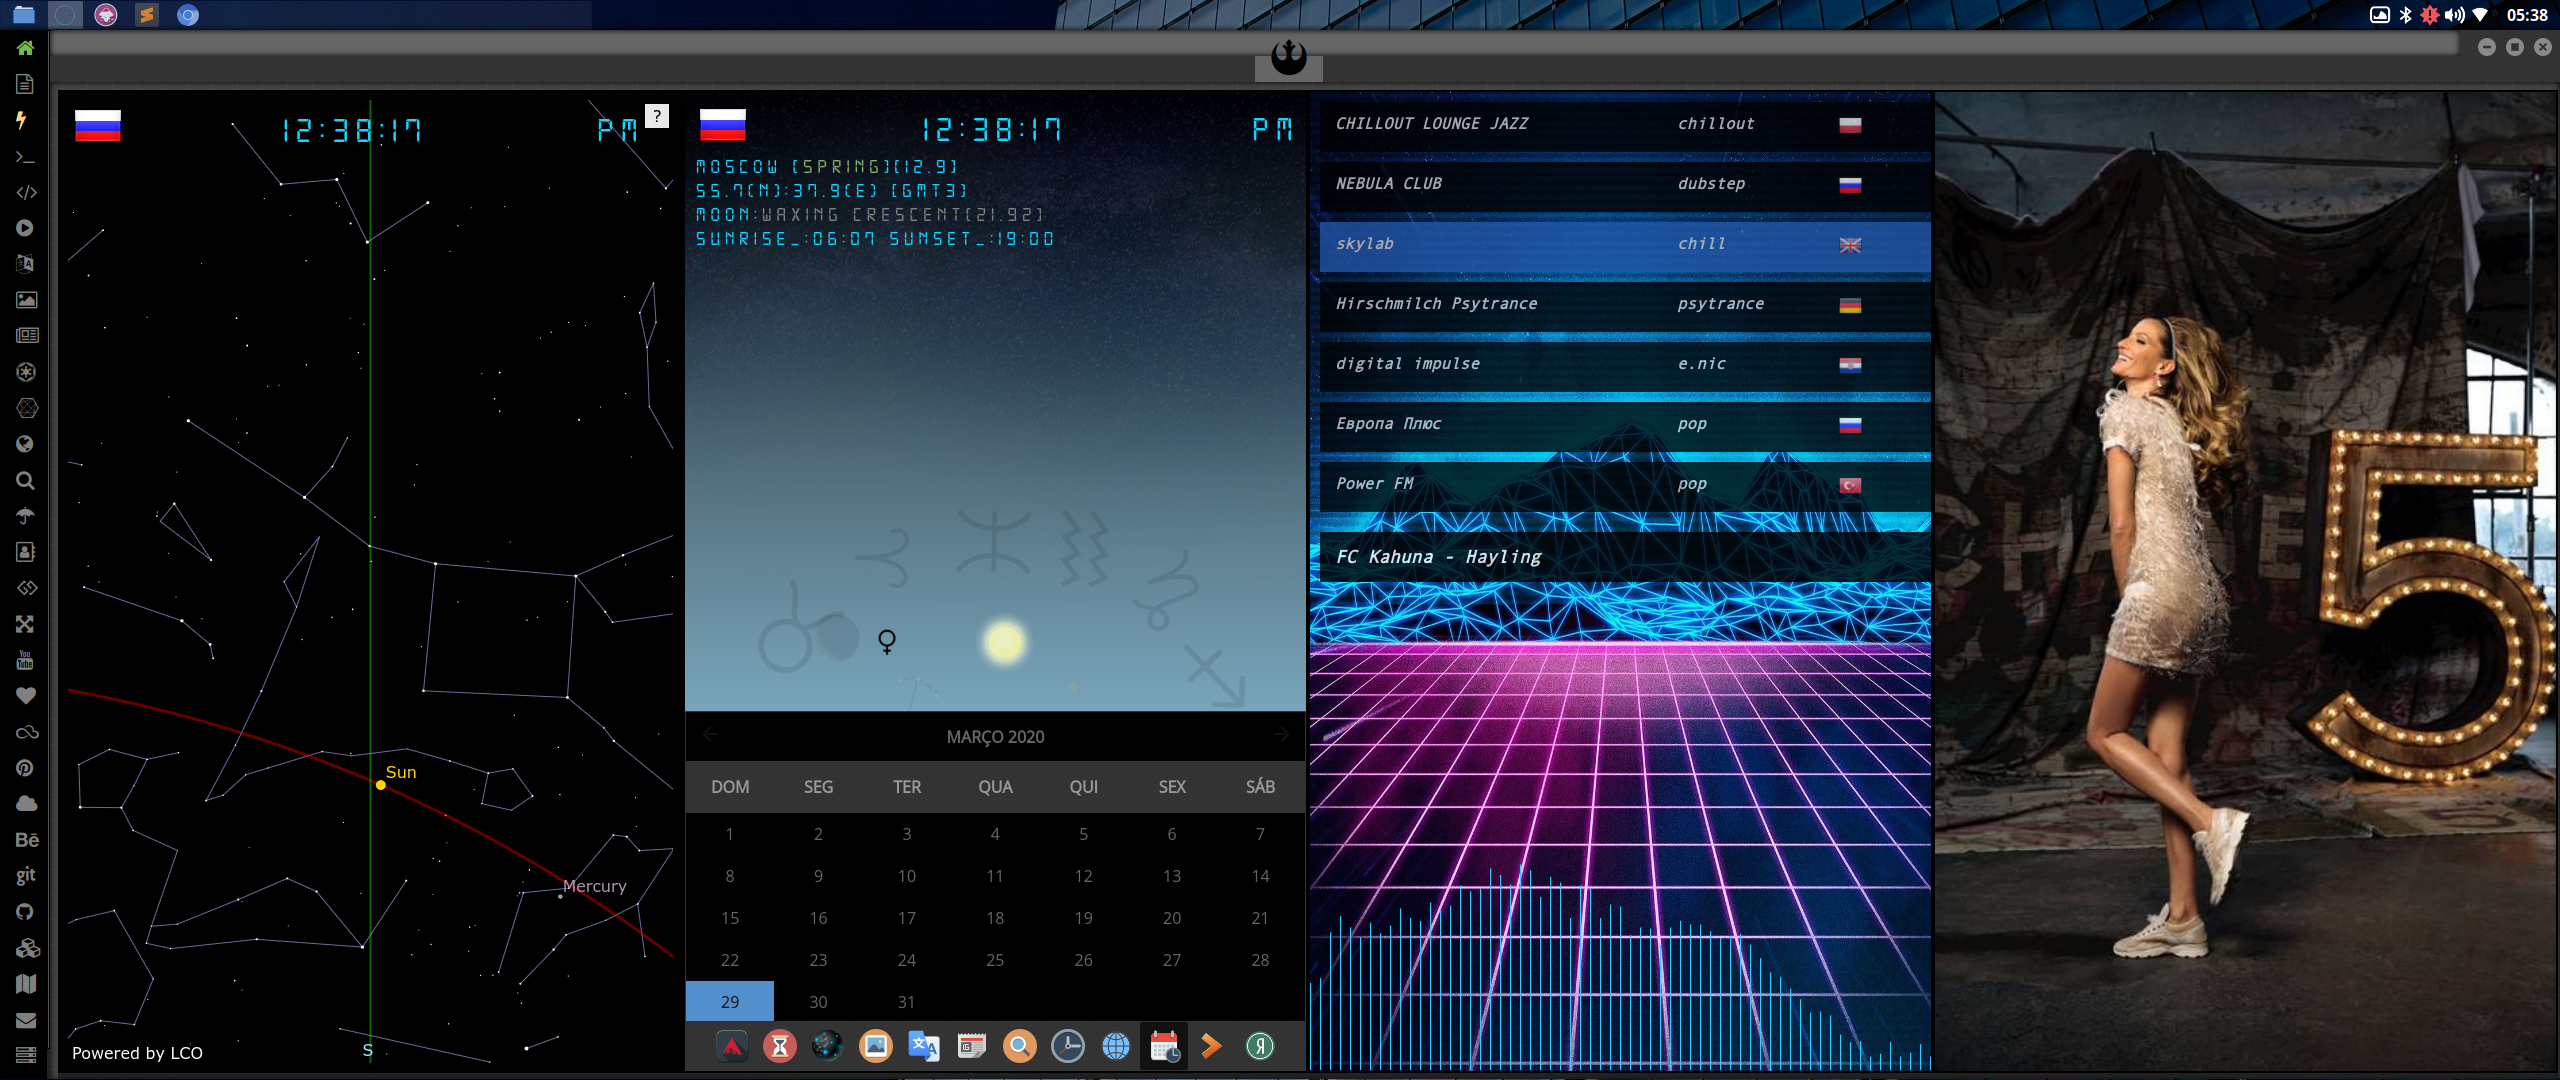 05:38
12:38:17 PM
?
Sun
Mercury
Powered by LCO
S
12:38:17 PM
MOSCOW [SPRING][12.9]
55.7(N):37.9(E) [GMT3]
MOON:WAXING CRESCENT[21.92]
SUNRISE_:06:07 SUNSET_:19:00
MARÇO 2020
DOM SEG TER QUA QUI SEX SÁB
1 2 3 4 5 6 7
8 9 10 11 12 13 14
15 16 17 18 19 20 21
22 23 24 25 26 27 28
29 30 31
CHILLOUT LOUNGE JAZZ chillout
NEBULA CLUB dubstep
skylab chill
Hirschmilch Psytrance psytrance
digital impulse e.nic
Европа Плюс pop
Power FM pop
FC Kahuna - Hayling
5
You
Tube
Bē
git
Я